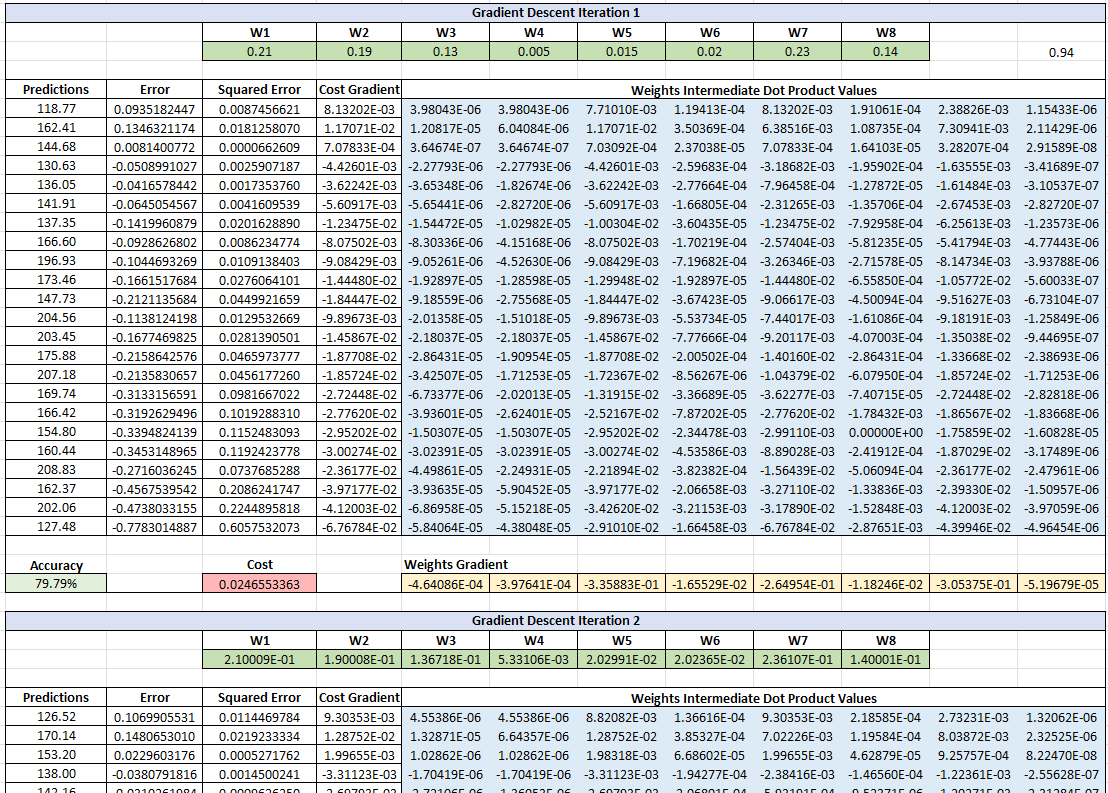 Gradient Descent Iteration 1
W1 W2 W3 W4 W5 W6 W7 W8
0.21 0.19 0.13 0.005 0.015 0.02 0.23 0.14 0.94
Predictions Error Squared Error Cost Gradient Weights Intermediate Dot Product Values
118.77 0.0935182447 0.0087456621 8.13202E-03 3.98043E-06 3.98043E-06 7.71010E-03 1.19413E-04 8.13202E-03 1.91061E-04 2.38826E-03 1.15433E-06
162.41 0.1346321174 0.0181258070 1.17071E-02 1.20817E-05 6.04084E-06 1.17071E-02 3.50369E-04 6.38516E-03 1.08735E-04 7.30941E-03 2.11429E-06
144.68 0.0081400772 0.0000662609 7.07833E-04 3.64674E-07 3.64674E-07 7.03092E-04 2.37038E-05 7.07833E-04 1.64103E-05 3.28207E-04 2.91589E-08
130.63 -0.0508991027 0.0025907187 -4.42601E-03 -2.27793E-06 -2.27793E-06 -4.42601E-03 -2.59683E-04 -3.18682E-03 -1.95902E-04 -1.63555E-03 -3.41689E-07
136.05 -0.0416578442 0.0017353760 -3.62242E-03 -3.65348E-06 -1.82674E-06 -3.62242E-03 -2.77664E-04 -7.96458E-04 -1.27872E-05 -1.61484E-03 -3.10537E-07
141.91 -0.0645054567 0.0041609539 -5.60917E-03 -5.65441E-06 -2.82720E-06 -5.60917E-03 -1.66805E-04 -2.31265E-03 -1.35706E-04 -2.67453E-03 -2.82720E-07
137.35 -0.1419960879 0.0201628890 -1.23475E-02 -1.54472E-05 -1.02982E-05 -1.00304E-02 -3.60435E-05 -1.23475E-02 -7.92958E-04 -6.25613E-03 -1.23573E-06
166.60 -0.0928626802 0.0086234774 -8.07502E-03 -8.30336E-06 -4.15168E-06 -8.07502E-03 -1.70219E-04 -2.57404E-03 -5.81235E-05 -5.41794E-03 -4.77443E-06
196.93 -0.1044693269 0.0109138403 -9.08429E-03 -9.05261E-06 -4.52630E-06 -9.08429E-03 -7.19682E-04 -3.26346E-03 -2.71578E-05 -8.14734E-03 -3.93788E-06
173.46 -0.1661517684 0.0276064101 -1.44480E-02 -1.92897E-05 -1.28598E-05 -1.29948E-02 -1.92897E-05 -1.44480E-02 -6.55850E-04 -1.05772E-02 -5.60033E-07
147.73 -0.2121135684 0.0449921659 -1.84447E-02 -9.18559E-06 -2.75568E-05 -1.84447E-02 -3.67423E-05 -9.06617E-03 -4.50094E-04 -9.51627E-03 -6.73104E-07
204.56 -0.1138124198 0.0129532669 -9.89673E-03 -2.01358E-05 -1.51018E-05 -9.89673E-03 -5.53734E-05 -7.44017E-03 -1.61086E-04 -9.18191E-03 -1.25849E-06
203.45 -0.1677469825 0.0281390501 -1.45867E-02 -2.18037E-05 -2.18037E-05 -1.45867E-02 -7.77666E-04 -9.20117E-03 -4.07003E-04 -1.35038E-02 -9.44695E-07
175.88 -0.2158642576 0.0465973777 -1.87708E-02 -2.86431E-05 -1.90954E-05 -1.87708E-02 -2.00502E-04 -1.40160E-02 -2.86431E-04 -1.33668E-02 -2.38693E-06
207.18 -0.2135830657 0.0456177260 -1.85724E-02 -3.42507E-05 -1.71253E-05 -1.72367E-02 -8.56267E-06 -1.04379E-02 -6.07950E-04 -1.85724E-02 -1.71253E-06
169.74 -0.3133156591 0.0981667022 -2.72448E-02 -6.73377E-06 -2.02013E-05 -1.31915E-02 -3.36689E-05 -3.62277E-03 -7.40715E-05 -2.72448E-02 -2.82818E-06
166.42 -0.3192629496 0.1019288310 -2.77620E-02 -3.93601E-05 -2.62401E-05 -2.52167E-02 -7.87202E-05 -2.77620E-02 -1.78432E-03 -1.86567E-02 -1.83668E-06
154.80 -0.3394824139 0.1152483093 -2.95202E-02 -1.50307E-05 -1.50307E-05 -2.95202E-02 -2.34478E-03 -2.99110E-03 0.00000E+00 -1.75859E-02 -1.60828E-05
160.44 -0.3453148965 0.1192423778 -3.00274E-02 -3.02391E-05 -3.02391E-05 -3.00274E-02 -4.53586E-03 -8.89028E-03 -2.41912E-04 -1.87029E-02 -3.17489E-06
208.83 -0.2716036245 0.0737685288 -2.36177E-02 -4.49861E-05 -2.24931E-05 -2.21894E-02 -3.82382E-04 -1.56439E-02 -5.06094E-04 -2.36177E-02 -2.47961E-06
162.37 -0.4567539542 0.2086241747 -3.97177E-02 -3.93635E-05 -5.90452E-05 -3.97177E-02 -2.06658E-03 -3.27110E-02 -1.33836E-03 -2.39330E-02 -1.50957E-06
202.06 -0.4738033155 0.2244895818 -4.12003E-02 -6.86958E-05 -5.15218E-05 -3.42620E-02 -3.21153E-03 -3.17890E-02 -1.52848E-03 -4.12003E-02 -3.97059E-06
127.48 -0.7783014887 0.6057532073 -6.76784E-02 -5.84064E-05 -4.38048E-05 -2.91010E-02 -1.66458E-03 -6.76784E-02 -2.87651E-03 -4.39946E-02 -4.96454E-06
Accuracy Cost Weights Gradient
79.79% 0.0246553363 -4.64086E-04 -3.97641E-04 -3.35883E-01 -1.65529E-02 -2.64954E-01 -1.18246E-02 -3.05375E-01 -5.19679E-05
Gradient Descent Iteration 2
W1 W2 W3 W4 W5 W6 W7 W8
2.10009E-01 1.90008E-01 1.36718E-01 5.33106E-03 2.02991E-02 2.02365E-02 2.36107E-01 1.40001E-01
Predictions Error Squared Error Cost Gradient Weights Intermediate Dot Product Values
126.52 0.1069905531 0.0114469784 9.30353E-03 4.55386E-06 4.55386E-06 8.82082E-03 1.36616E-04 9.30353E-03 2.18585E-04 2.73231E-03 1.32062E-06
170.14 0.1480653010 0.0219233334 1.28752E-02 1.32871E-05 6.64357E-06 1.28752E-02 3.85327E-04 7.02226E-03 1.19584E-04 8.03872E-03 2.32525E-06
153.20 0.0229603176 0.0005271762 1.99655E-03 1.02862E-06 1.02862E-06 1.98318E-03 6.68602E-05 1.99655E-03 4.62879E-05 9.25757E-04 8.22470E-08
138.00 -0.0380791816 0.0014500241 -3.31123E-03 -1.70419E-06 -1.70419E-06 -3.31123E-03 -1.94277E-04 -2.38416E-03 -1.46560E-04 -1.22361E-03 -2.55628E-07